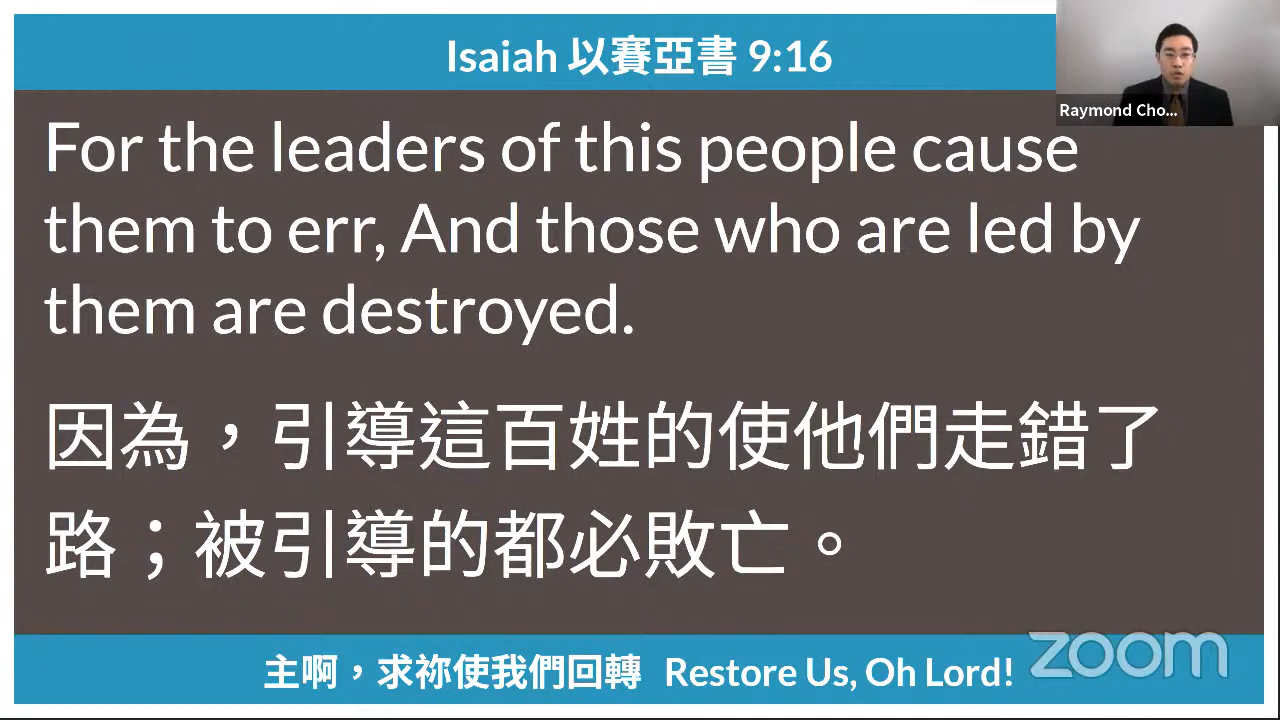 Isaiah 以賽亞書 9:16
Raymond Cho...
For the leaders of this people cause
them to err, And those who are led by
them are destroyed.
因為，引導這百姓的使他們走錯了
路；被引導的都必敗亡。
主啊，求祢使我們回轉 Restore Us, Oh Lord!
zoom